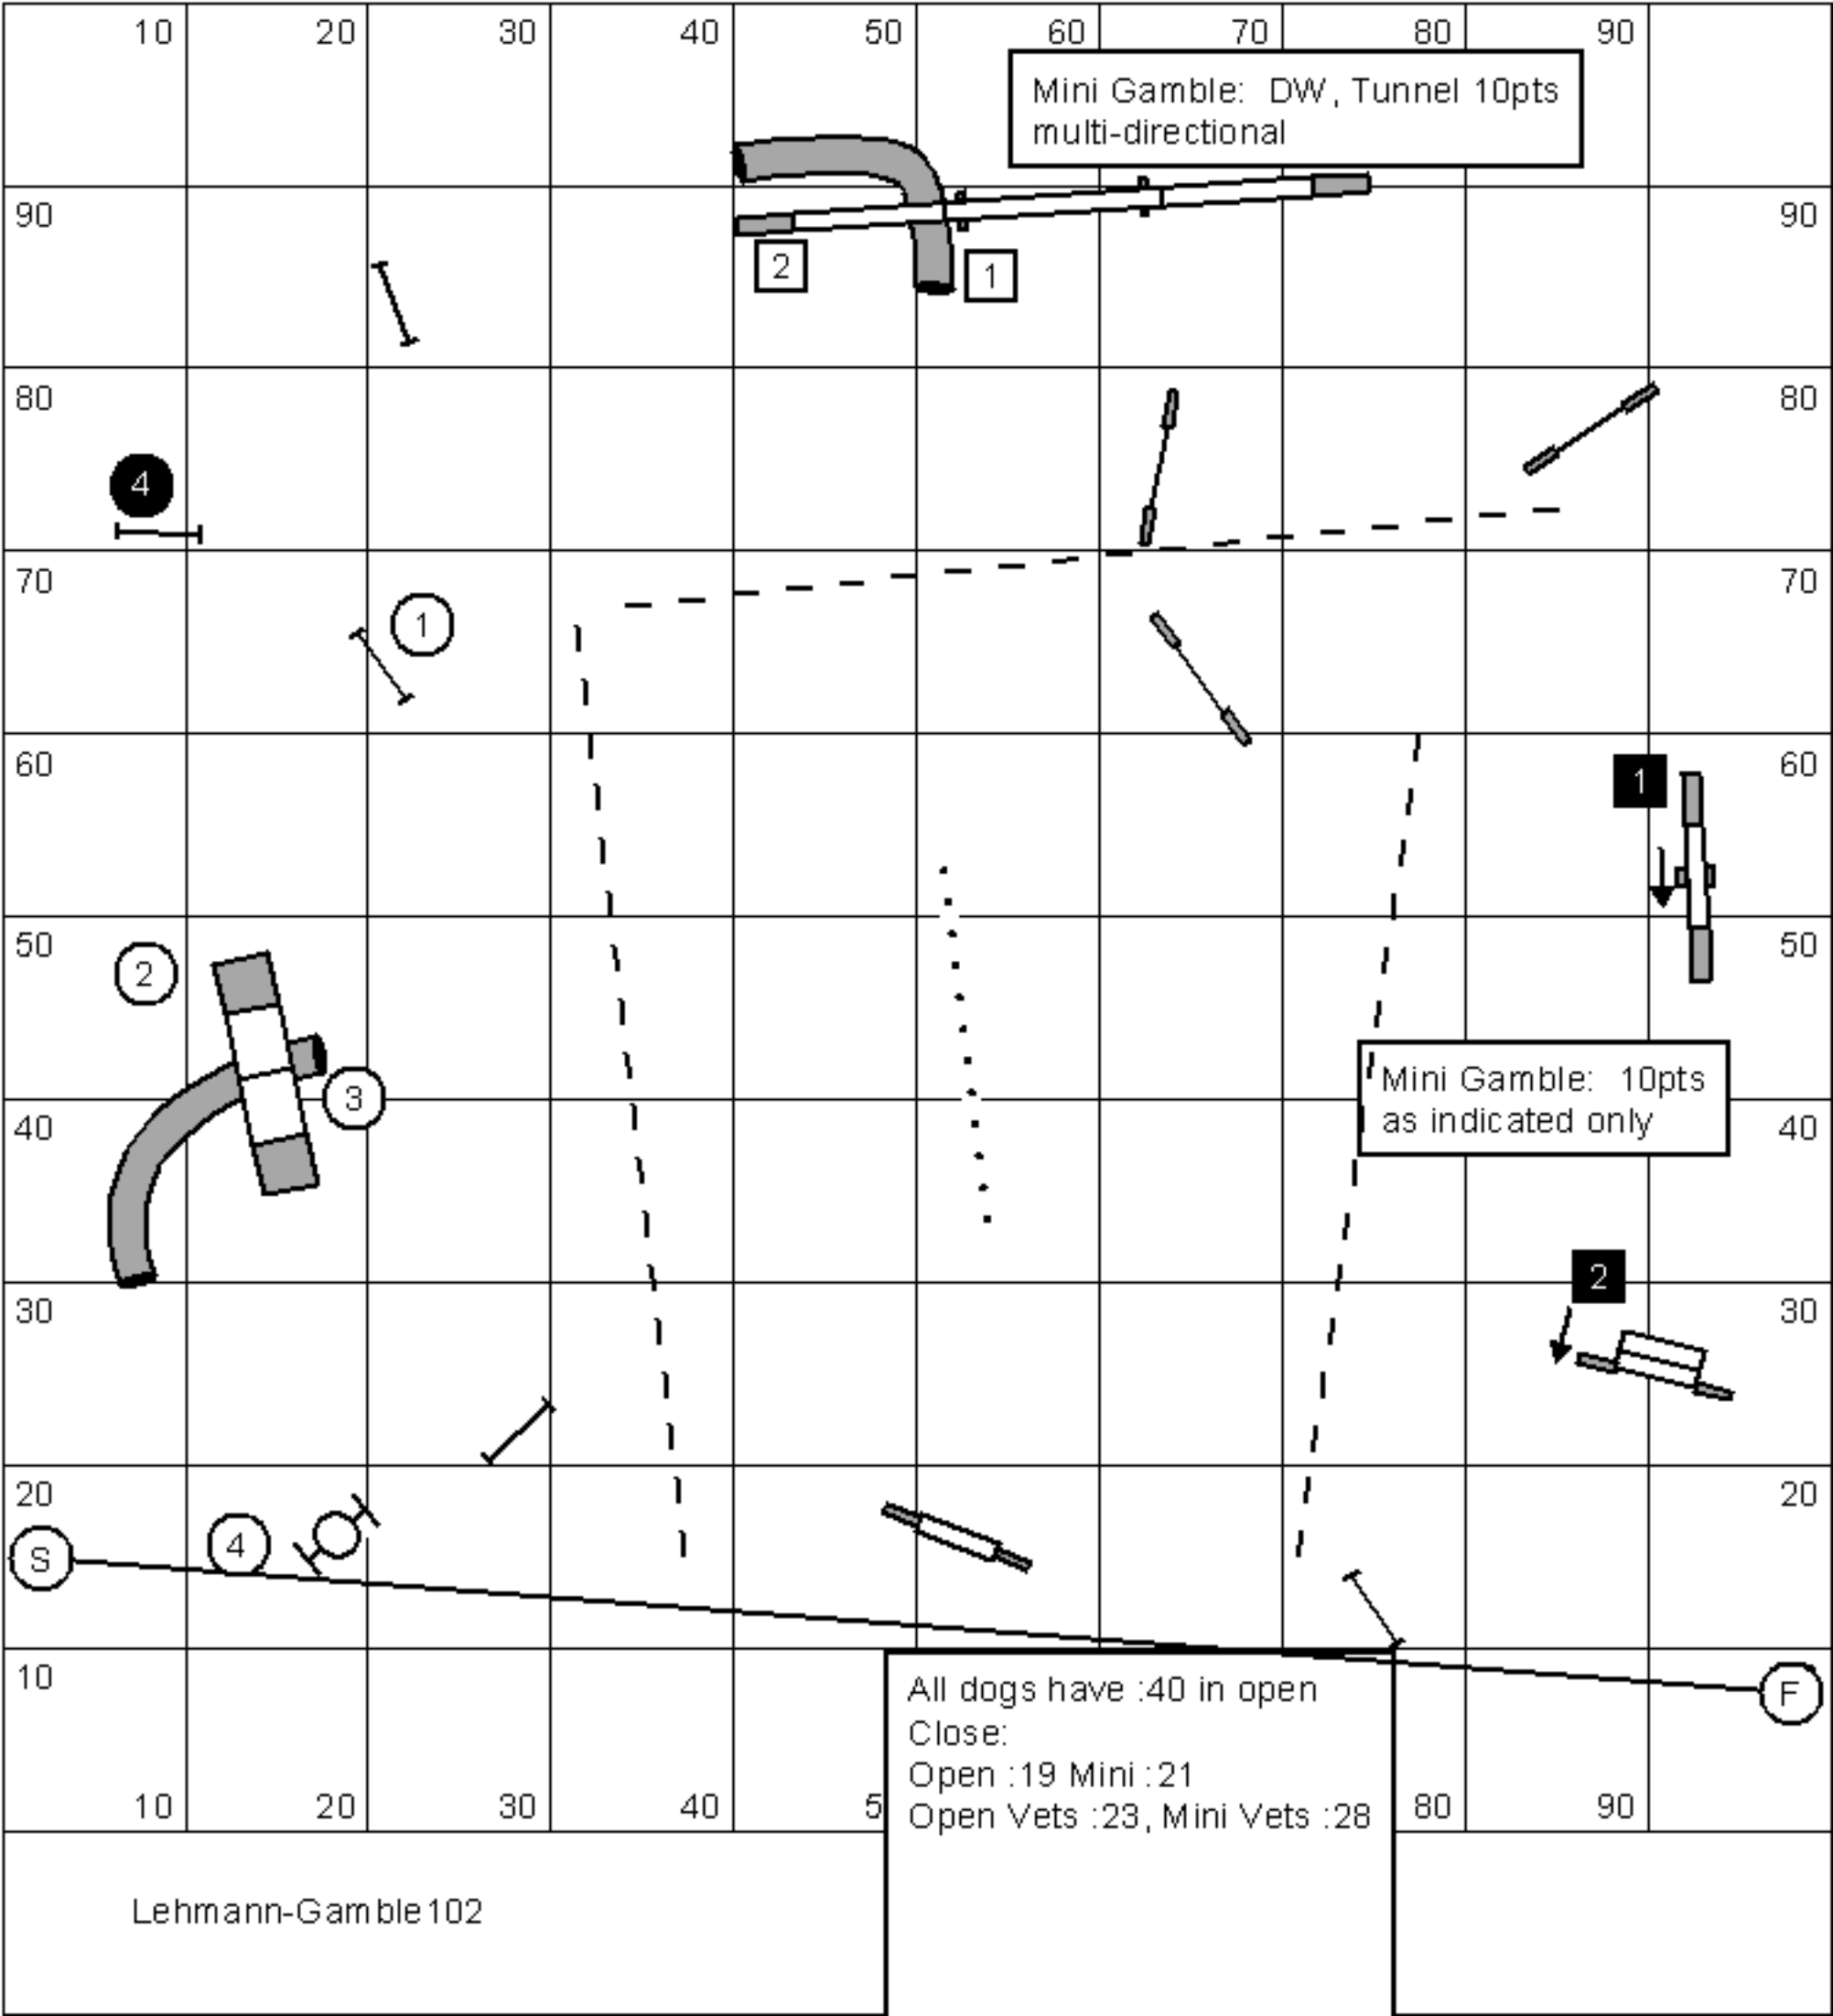 10 20 30 40 50 60 70 80 90
Mini Gamble: DW, Tunnel 10pts
multi-directional
90 90
2 1
80 80
4
70 70
1
60 60
1
50 50
2
Mini Gamble: 10pts
as indicated only
3
40 40
2
30 30
20 20
S 4
10
F
All dogs have :40 in open
Close:
Open :19 Mini :21
Open Vets :23, Mini Vets :28
10 20 30 40 5 80 90
Lehmann-Gamble102